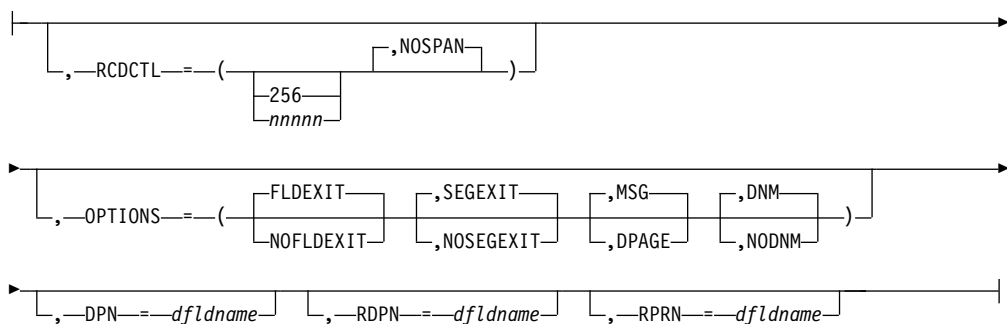 ,NOSPAN
, RCDCTL = ( )
256
nnnnn
FLDEXIT ,SEGEXIT ,MSG ,DNM
, OPTIONS = ( )
NOFLDEXIT ,NOSEGEXIT ,DPAGE ,NODNM
, DPN = dfldname , RDPN = dfldname , RPRN = dfldname